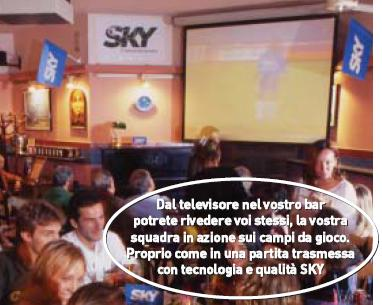 SKY
SKY
SKY
Dal televisore nel vostro bar
potrete rivedere voi stessi, la vostra
squadra in azione sui campi da gioco.
Proprio come in una partita trasmessa
con tecnologia e qualità SKY
SKY